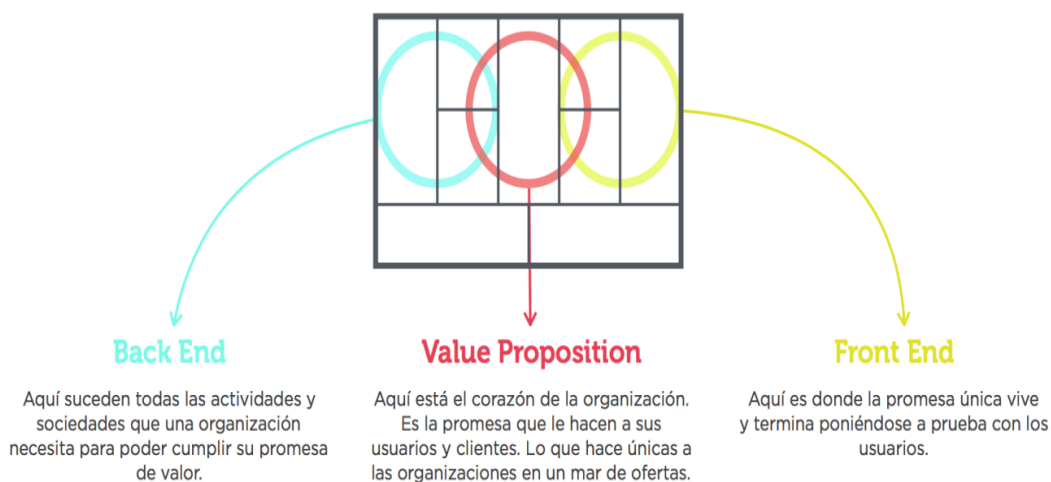 Back End
Aquí suceden todas las actividades y
sociedades que una organización
necesita para poder cumplir su promesa
de valor.
Value Proposition
Aquí está el corazón de la organización.
Es la promesa que le hacen a sus
usuarios y clientes. Lo que hace únicas a
las organizaciones en un mar de ofertas.
Front End
Aquí es donde la promesa única vive
y termina poniéndose a prueba con los
usuarios.